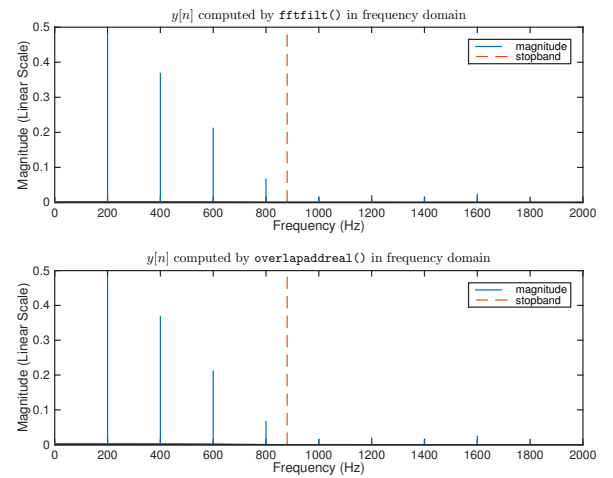 y[n] computed by fftfilt() in frequency domain
Magnitude (Linear Scale)
0.5
0.4
0.3
0.2
0.1
0
magnitude
stopband
0 200 400 600 800 1000 1200 1400 1600 1800 2000
Frequency (Hz)
y[n] computed by overlapaddreal() in frequency domain
Magnitude (Linear Scale)
0.5
0.4
0.3
0.2
0.1
0
magnitude
stopband
0 200 400 600 800 1000 1200 1400 1600 1800 2000
Frequency (Hz)